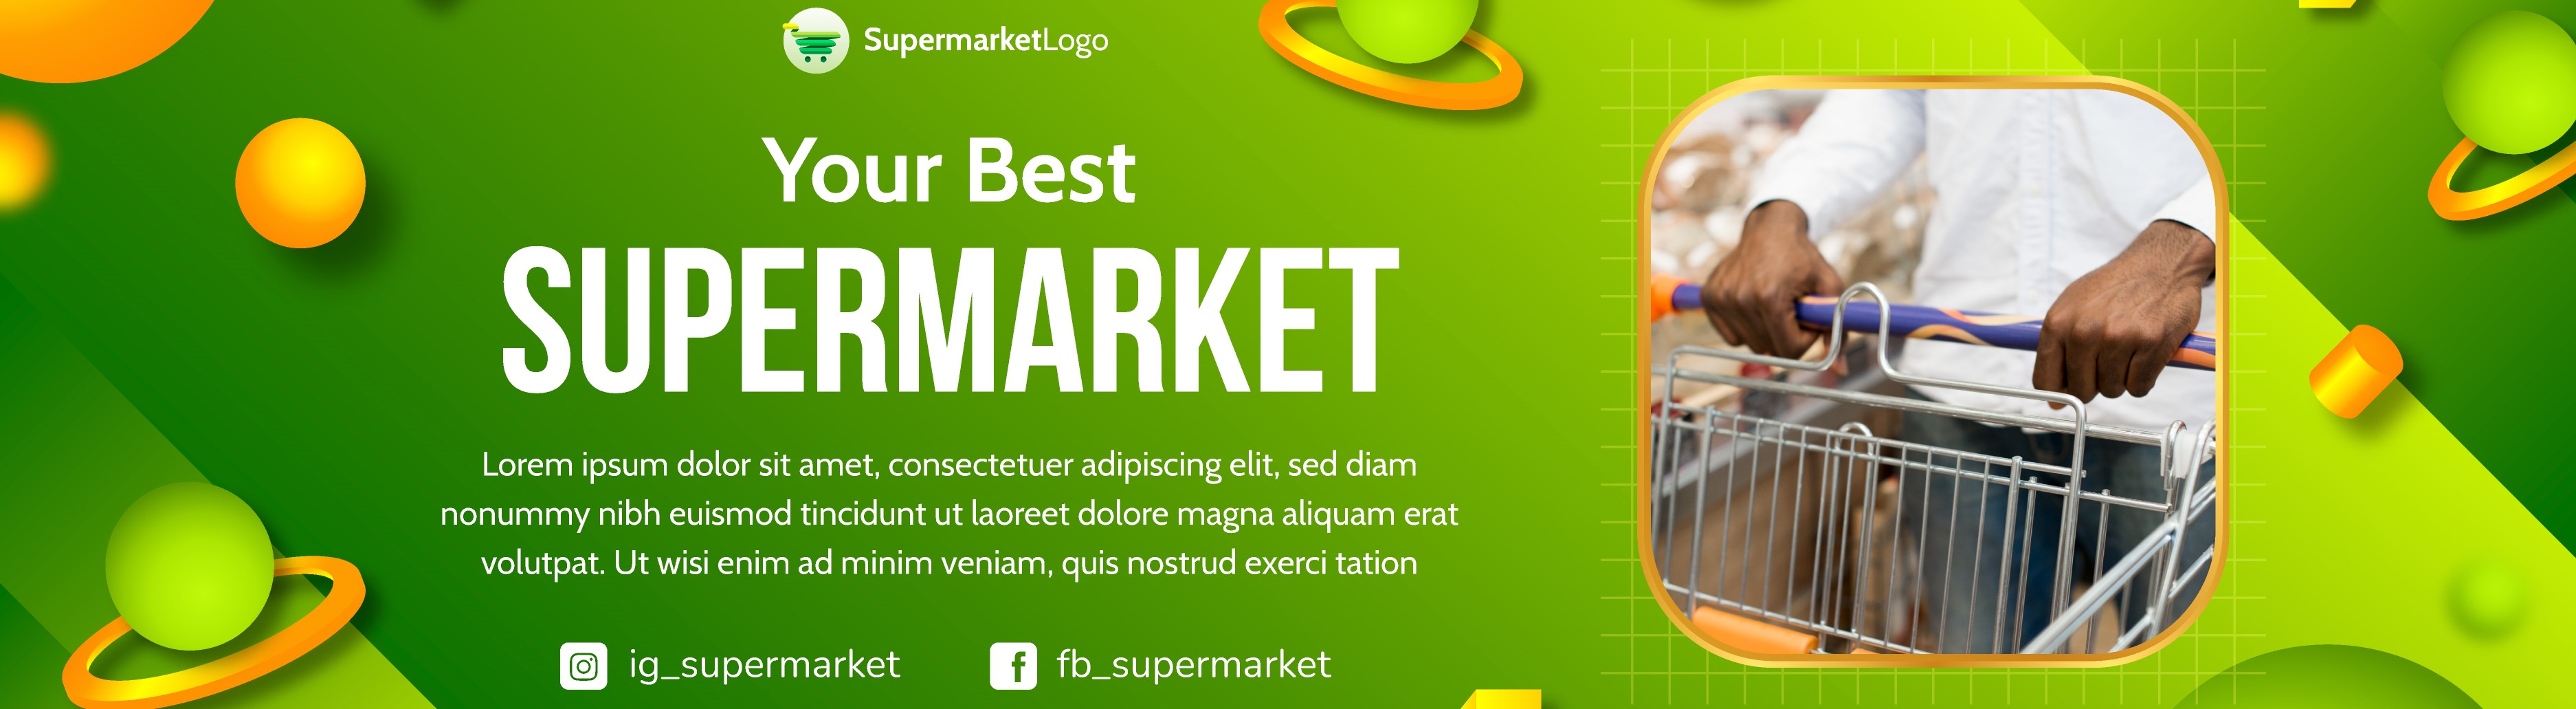 SupermarketLogo
Your Best
SUPERMARKET
Lorem ipsum dolor sit amet, consectetuer adipiscing elit, sed diam
nonummy nibh euismod tincidunt ut laoreet dolore magna aliquam erat
volutpat. Ut wisi enim ad minim veniam, quis nostrud exerci tation
ig_supermarket fb_supermarket